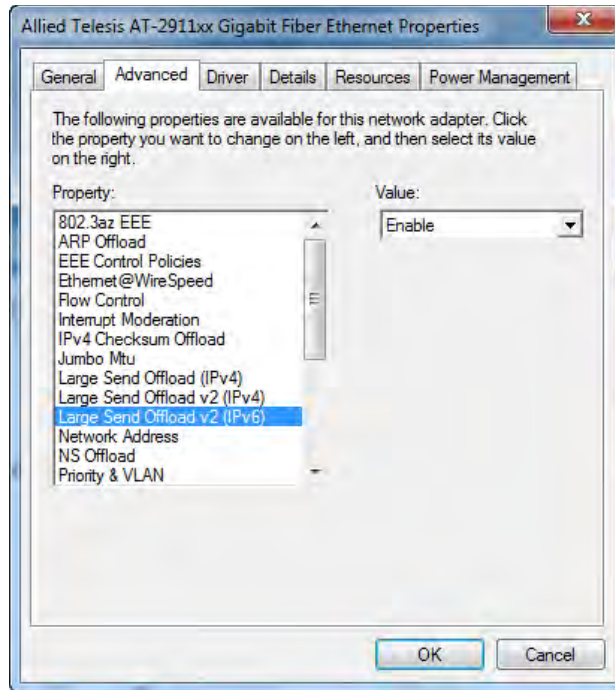 Allied Telesis AT-2911xx Gigabit Fiber Ethernet Properties
General Advanced Driver Details Resources Power Management
The following properties are available for this network adapter. Click
the property you want to change on the left, and then select its value
on the right.
Property:
Value:
802.3az EEE
ARP Offload
EEE Control Policies
Ethernet@WireSpeed
Flow Control
Interrupt Moderation
IPv4 Checksum Offload
Jumbo Mtu
Large Send Offload (IPv4)
Large Send Offload v2 (IPv4)
Large Send Offload v2 (IPv6)
Network Address
NS Offload
Priority & VLAN
Enable
OK Cancel